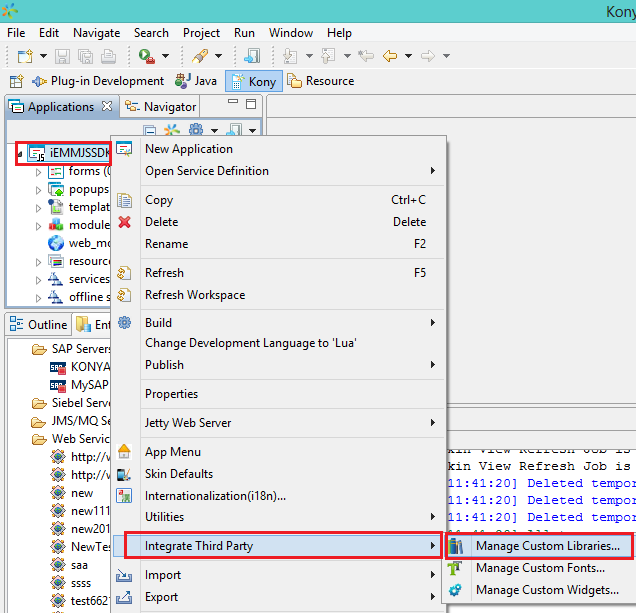 Kony
File Edit Navigate Search Project Run Window Help
Plug-in Development Java Kony Resource
Applications Navigator
iEMMJSSDK
forms (
popups
templat
module
web_mo
resourc
services
offline s
New Application
Open Service Definition
Copy Ctrl+C
Delete Delete
Rename F2
Refresh F5
Refresh Workspace
Build
Change Development Language to 'Lua'
Publish
Properties
Jetty Web Server
App Menu
Skin Defaults
Internationalization(i18n)...
Utilities
Integrate Third Party
Import
Export
Manage Custom Libraries...
Manage Custom Fonts...
Manage Custom Widgets...
Outline Ent
SAP Servers
KONYA
MySAP
Siebel Serve
JMS/MQ Se
Web Servic
http://w
http://w
new
new111
new201
NewTes
saa
ssss
test662
kin View Refresh Job is
kin View Refresh Job is
11:41:20] Deleted tempor
11:41:20] Deleted tempor
11:41:20] Deleted tempor